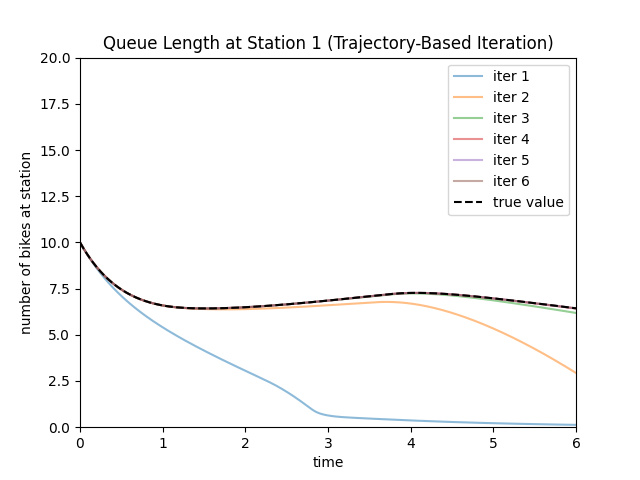 Queue Length at Station 1 (Trajectory-Based Iteration)
number of bikes at station
20.0
17.5
15.0
12.5
10.0
7.5
5.0
2.5
0.0
iter 1
iter 2
iter 3
iter 4
iter 5
iter 6
true value
0 1 2 3 4 5 6
time